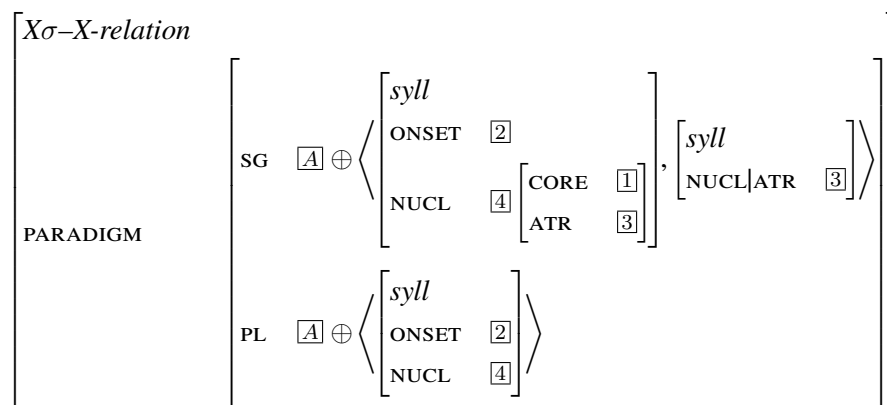 Xσ–X-relation
syll
ONSET 2
SG A ⊕ ⟨ , syll ⟩
NUCL 4 CORE 1 NUCL|ATR 3
ATR 3
PARADIGM
syll
PL A ⊕ ⟨ ONSET 2 ⟩
NUCL 4